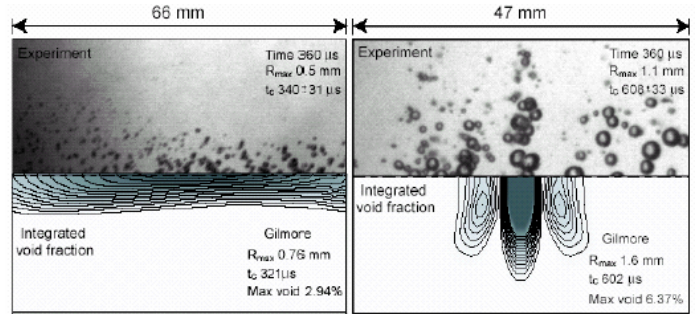 66 mm
47 mm
Experiment
Time 360 µs
Rmax 0.5 mm
tc 340±31 µs
Integrated
void fraction
Gilmore
Rmax 0.76 mm
tc 321µs
Max void 2.94%
Experiment
Time 360 µs
Rmax 1.1 mm
tc 608±33 µs
Integrated
void fraction
Gilmore
Rmax 1.6 mm
tc 602 µs
Max void 6.37%